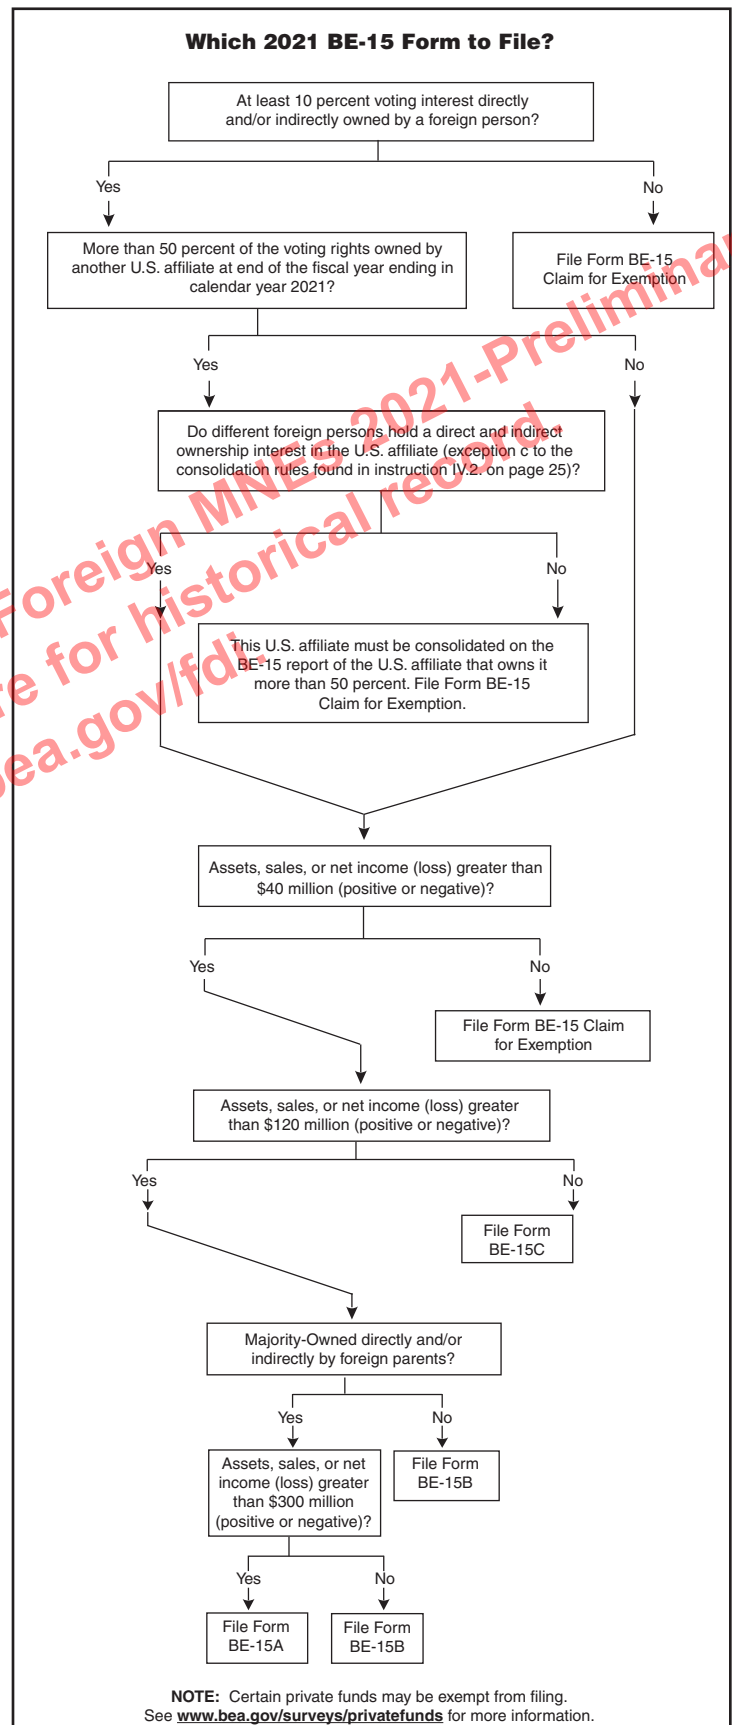 Which 2021 BE-15 Form to File?
At least 10 percent voting interest directly
and/or indirectly owned by a foreign person?
Yes
No
More than 50 percent of the voting rights owned by
another U.S. affiliate at end of the fiscal year ending in
calendar year 2021?
File Form BE-15
Claim for Exemption
Yes
No
Do different foreign persons hold a direct and indirect
ownership interest in the U.S. affiliate (exception c to the
consolidation rules found in instruction IV.2. on page 25)?
Yes
No
This U.S. affiliate must be consolidated on the
BE-15 report of the U.S. affiliate that owns it
more than 50 percent. File Form BE-15
Claim for Exemption.
Assets, sales, or net income (loss) greater than
$40 million (positive or negative)?
Yes
No
File Form BE-15 Claim
for Exemption
Assets, sales, or net income (loss) greater
than $120 million (positive or negative)?
Yes
No
File Form
BE-15C
Majority-Owned directly and/or
indirectly by foreign parents?
Yes
No
Assets, sales, or net
income (loss) greater
than $300 million
(positive or negative)?
File Form
BE-15B
Yes
No
File Form
BE-15A
File Form
BE-15B
NOTE: Certain private funds may be exempt from filing.
See www.bea.gov/surveys/privatefunds for more information.
Foreign MNEs 2021-Prelimina
re for historical record.
bea.gov/fdi.